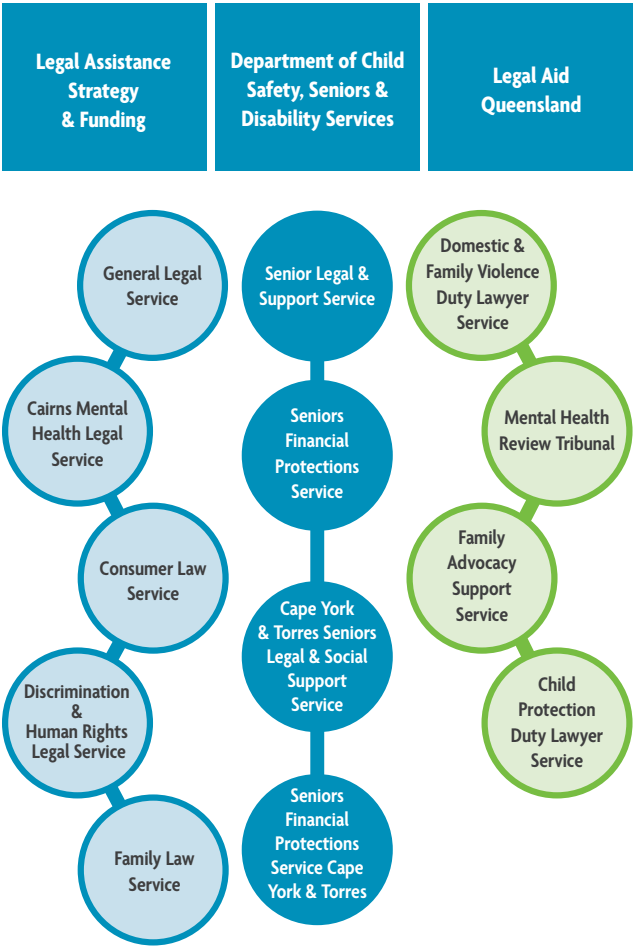 Legal Assistance
Strategy
& Funding
Department of Child
Safety, Seniors &
Disability Services
Legal Aid
Queensland
General Legal
Service
Cairns Mental
Health Legal
Service
Consumer Law
Service
Discrimination
&
Human Rights
Legal Service
Family Law
Service
Senior Legal &
Support Service
Seniors
Financial
Protections
Service
Cape York
& Torres Seniors
Legal & Social
Support
Service
Seniors
Financial
Protections
Service Cape
York & Torres
Domestic &
Family Violence
Duty Lawyer
Service
Mental Health
Review Tribunal
Family
Advocacy
Support
Service
Child
Protection
Duty Lawyer
Service